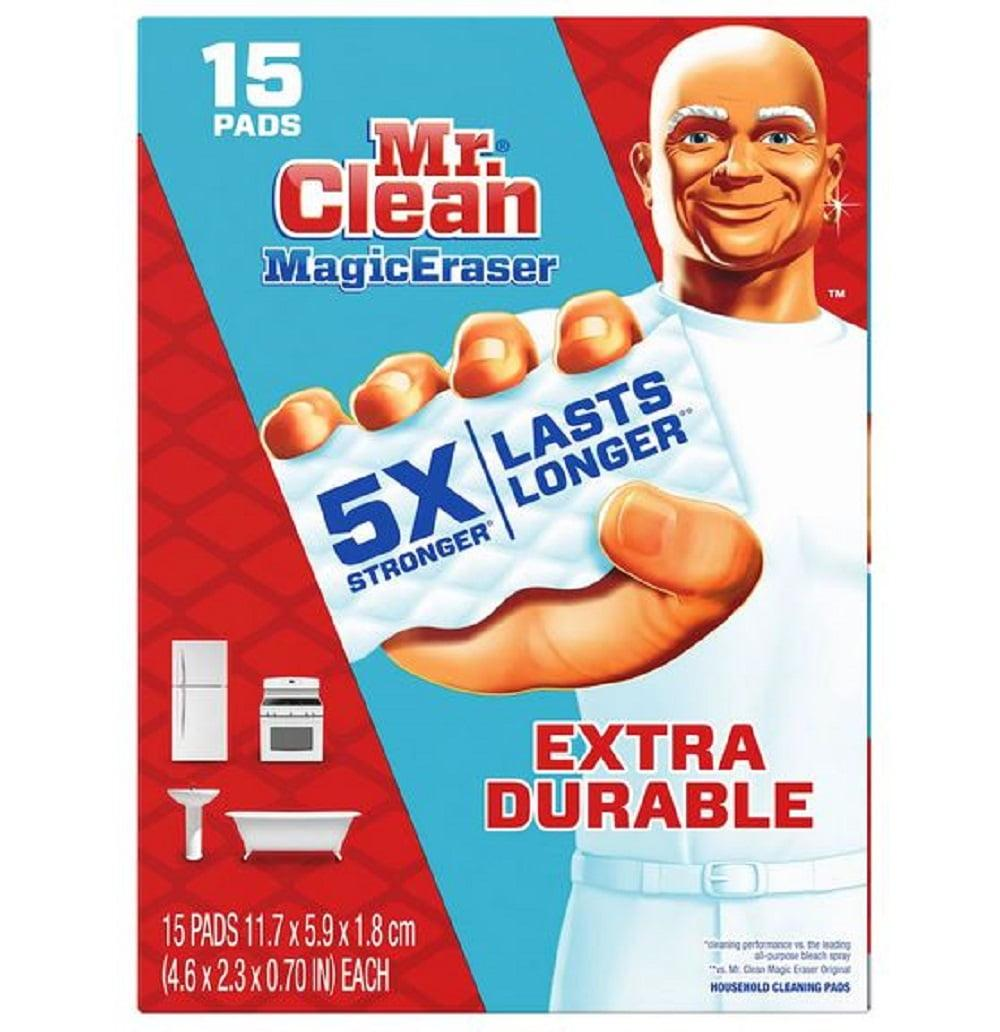 15
PADS
Mr.®
Clean
MagicEraser
5X
STRONGER*
LASTS
LONGER**
TM
EXTRA
DURABLE
15 PADS 11.7 x 5.9 x 1.8 cm
(4.6 x 2.3 x 0.70 IN) EACH
*cleaning performance vs. the leading
all-purpose bleach spray
**vs. Mr. Clean Magic Eraser Original
HOUSEHOLD CLEANING PADS